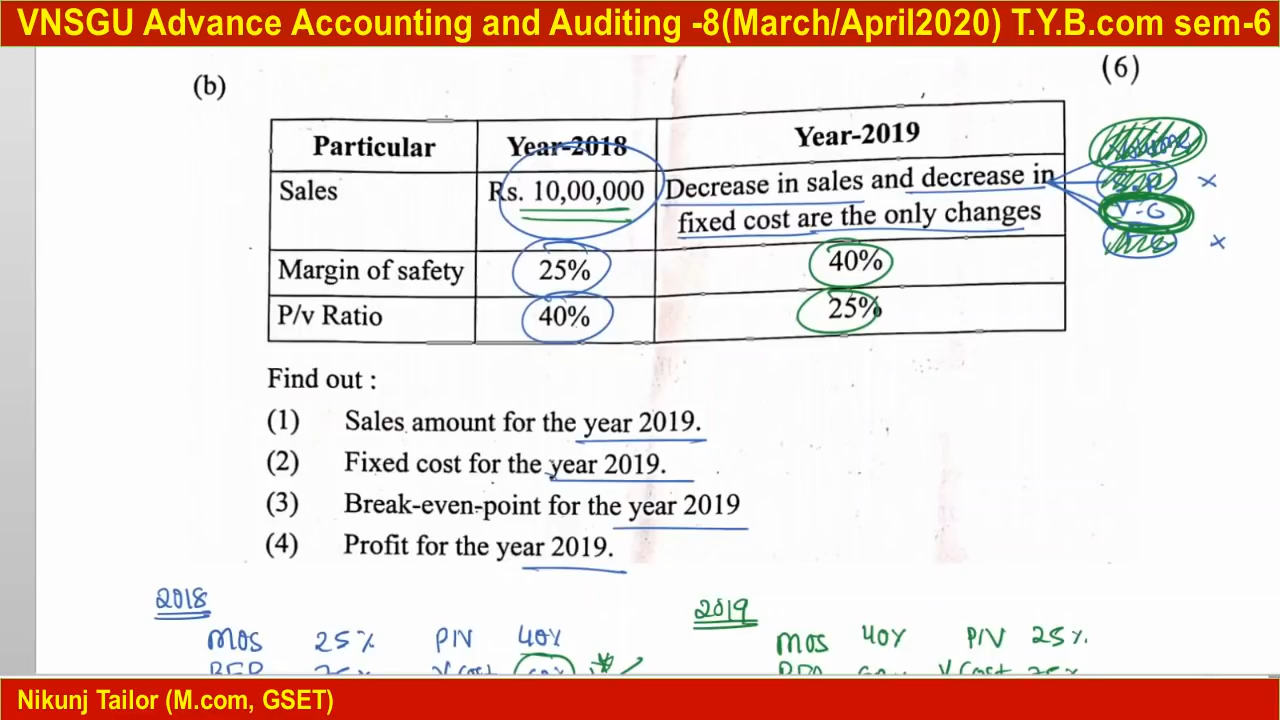 VNSGU Advance Accounting and Auditing -8(March/April2020) T.Y.B.com sem-6
(b)
(6)
Particular Year-2018 Year-2019
Sales Rs. 10,00,000 Decrease in sales and decrease in
fixed cost are the only changes
V-C
Margin of safety 25% 40%
P/v Ratio 40% 25%
Find out :
(1) Sales amount for the year 2019.
(2) Fixed cost for the year 2019.
(3) Break-even-point for the year 2019
(4) Profit for the year 2019.
2018 2019
MOS 25% P/V 40% MOS 40% P/V 25%.
Nikunj Tailor (M.com, GSET)